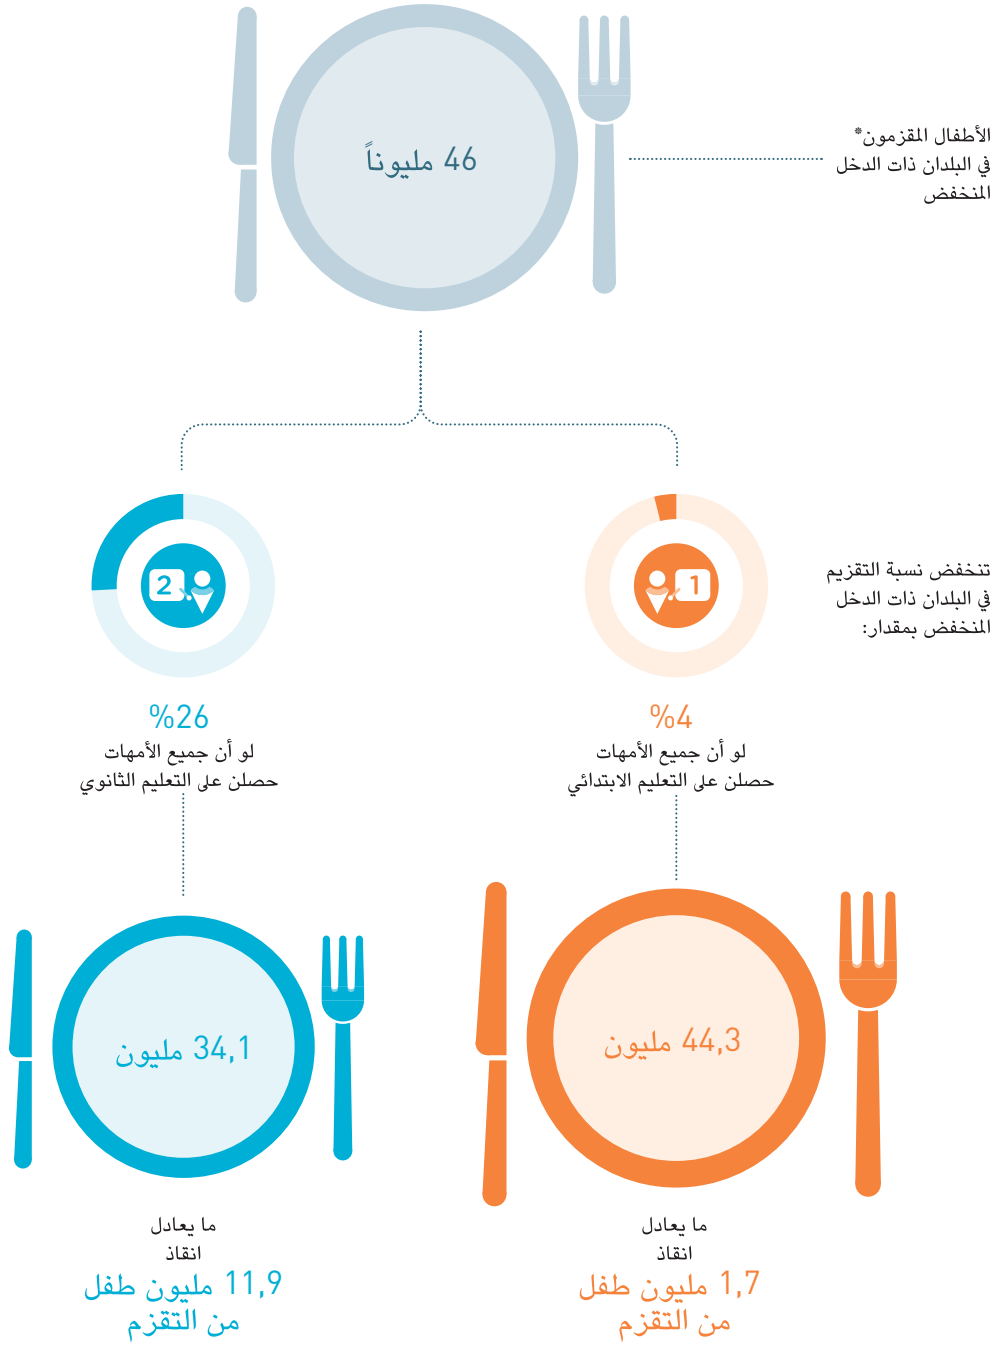 46 مليوناً
الأطفال المقزمون*
في البلدان ذات الدخل
المنخفض
تنخفض نسبة التقزيم
في البلدان ذات الدخل
المنخفض بمقدار:
1
%4
لو أن جميع الأمهات
حصلن على التعليم الابتدائي
44,3 مليون
ما يعادل
انقاذ
1,7 مليون طفل
من التقزم
2
%26
لو أن جميع الأمهات
حصلن على التعليم الثانوي
34,1 مليون
ما يعادل
انقاذ
11,9 مليون طفل
من التقزم